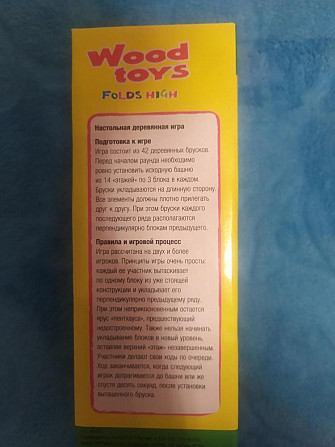 Wood
toys
FOLDS HIGH
Настольная деревянная игра
Подготовка к игре
Игра состоит из 42 деревянных брусков.
Перед началом раунда необходимо
ровно установить исходную башню
из 14 «этажей» по 3 блока в каждом.
Бруски укладываются на длинную сторону.
Все элементы должны плотно прилегать
друг к другу. При этом бруски каждого
последующего ряда располагаются
перпендикулярно блокам предыдущего.
Правила и игровой процесс
Игра рассчитана на двух и более
игроков. Принципы игры очень просты:
каждый ее участник вытаскивает
по одному блоку из уже стоящей
конструкции и укладывает его
перпендикулярно предыдущему ряду.
При этом неприкосновенным остается
ярус «пентхауса», предшествующий
недостроенному. Также нельзя начинать
укладывание блоков в новый уровень,
оставляя верхний «этаж» незавершенным.
Участники делают свои ходы по очереди.
Ход заканчивается, когда следующий
игрок дотрагивается до башни или же
спустя десять секунд, после установки
вытащенного бруска.